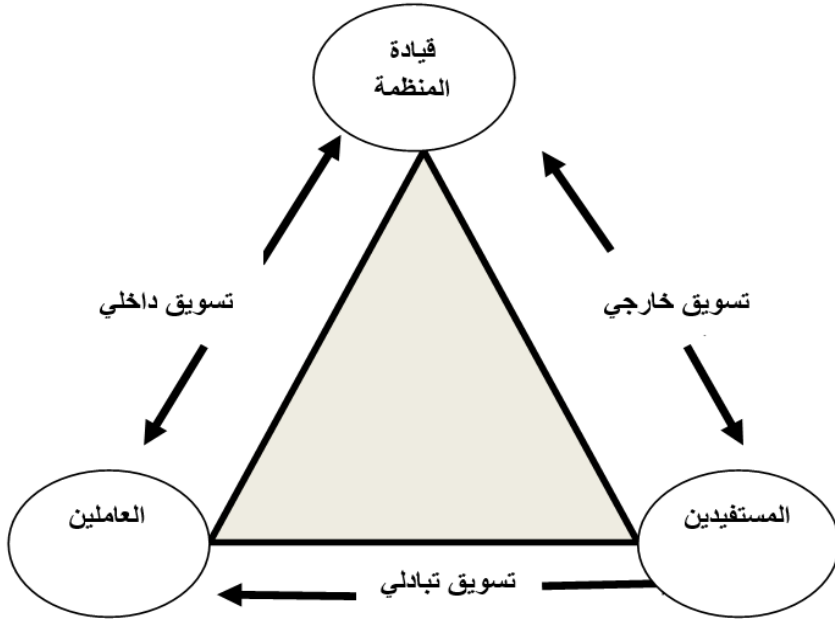 قيادة
المنظمة
تسويق خارجي
تسويق داخلي
المستفيدين
العاملين
تسويق تبادلي